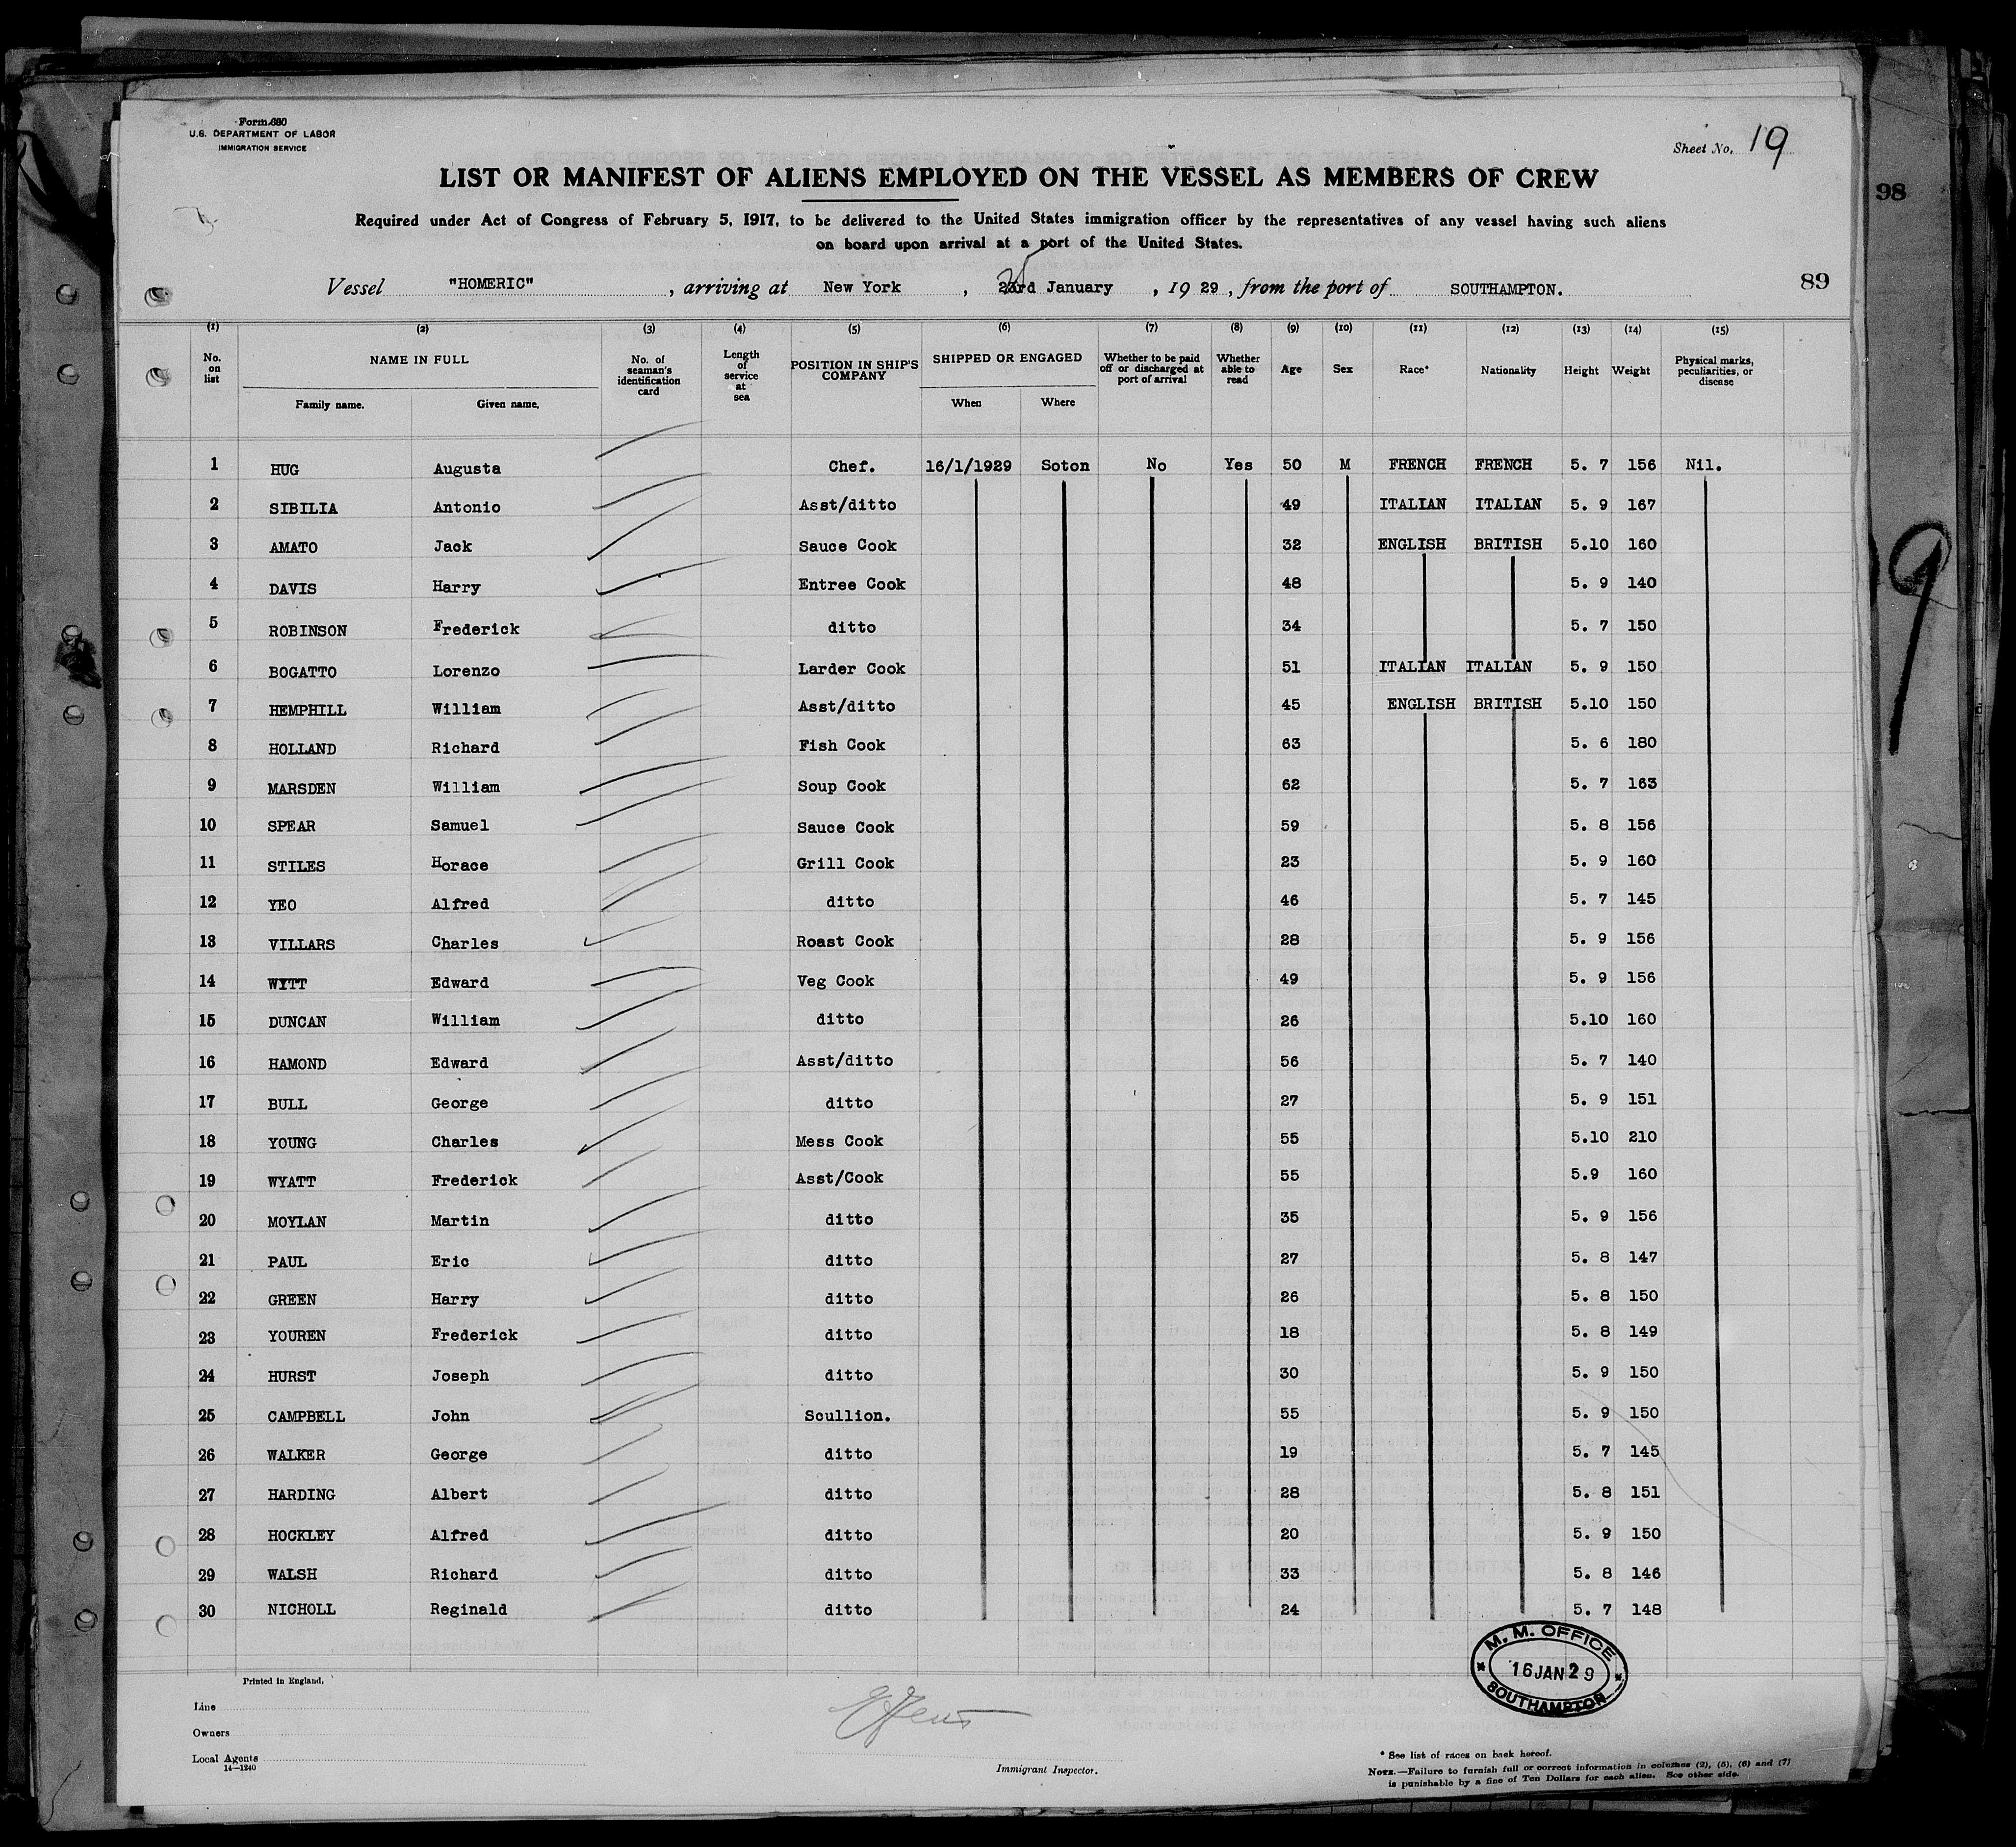 Form 680
U.S. DEPARTMENT OF LABOR
IMMIGRATION SERVICE
Sheet No. 19
98
LIST OR MANIFEST OF ALIENS EMPLOYED ON THE VESSEL AS MEMBERS OF CREW
Required under Act of Congress of February 5, 1917, to be delivered to the United States immigration officer by the representatives of any vessel having such aliens
on board upon arrival at a port of the United States.
Vessel "HOMERIC" , arriving at New York , 23rd January , 19 29 , from the port of SOUTHAMPTON.
89
(1) (2) (3) (4) (5) (6) (7) (8) (9) (10) (11) (12) (13) (14) (15)
No. on list NAME IN FULL Family name. Given name. No. of seaman's identification card Length of service at sea POSITION IN SHIP'S COMPANY SHIPPED OR ENGAGED When Where Whether to be paid off or discharged at port of arrival Whether able to read Age Sex Race* Nationality Height Weight Physical marks, peculiarities, or disease
1 HUG Augusta Chef. 16/1/1929 Soton No Yes 50 M FRENCH FRENCH 5. 7 156 Nil.
2 SIBILIA Antonio Asst/ditto 49 ITALIAN ITALIAN 5. 9 167
3 AMATO Jack Sauce Cook 32 ENGLISH BRITISH 5.10 160
4 DAVIS Harry Entree Cook 48 5. 9 140
5 ROBINSON Frederick ditto 34 5. 7 150
6 BOGATTO Lorenzo Larder Cook 51 ITALIAN ITALIAN 5. 9 150
7 HEMPHILL William Asst/ditto 45 ENGLISH BRITISH 5.10 150
8 HOLLAND Richard Fish Cook 63 5. 6 180
9 MARSDEN William Soup Cook 62 5. 7 163
10 SPEAR Samuel Sauce Cook 59 5. 8 156
11 STILES Horace Grill Cook 23 5. 9 160
12 YEO Alfred ditto 46 5. 7 145
13 VILLARS Charles Roast Cook 28 5. 9 156
14 WITT Edward Veg Cook 49 5. 9 156
15 DUNCAN William ditto 26 5.10 160
16 HAMOND Edward Asst/ditto 56 5. 7 140
17 BULL George ditto 27 5. 9 151
18 YOUNG Charles Mess Cook 55 5.10 210
19 WYATT Frederick Asst/Cook 55 5.9 160
20 MOYLAN Martin ditto 35 5. 9 156
21 PAUL Eric ditto 27 5. 8 147
22 GREEN Harry ditto 26 5. 8 150
23 YOUREN Frederick ditto 18 5. 8 149
24 HURST Joseph ditto 30 5. 9 150
25 CAMPBELL John Scullion. 55 5. 9 150
26 WALKER George ditto 19 5. 7 145
27 HARDING Albert ditto 28 5. 8 151
28 HOCKLEY Alfred ditto 20 5. 9 150
29 WALSH Richard ditto 33 5. 8 146
30 NICHOLL Reginald ditto 24 5. 7 148
M. M. OFFICE
16 JAN 29
SOUTHAMPTON
Printed in England.
Line
Owners
Local Agents
14—1240
Immigrant Inspector.
* See list of races on back hereof.
NOTE.—Failure to furnish full or correct information in columns (2), (5), (6) and (7)
is punishable by a fine of Ten Dollars for each alien. See other side.